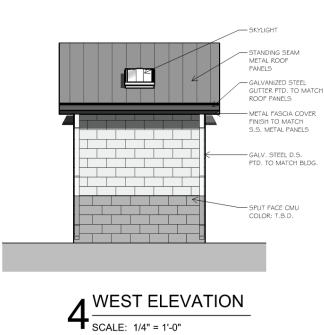 SKYLIGHT
STANDING SEAM
METAL ROOF
PANELS
GALVANIZED STEEL
GUTTER PTD. TO MATCH
ROOF PANELS
METAL FASCIA COVER
FINISH TO MATCH
S.S. METAL PANELS
GALV. STEEL D.S.
PTD. TO MATCH BLDG.
SPLIT FACE CMU
COLOR: T.B.D.
4 WEST ELEVATION
SCALE: 1/4" = 1'-0"